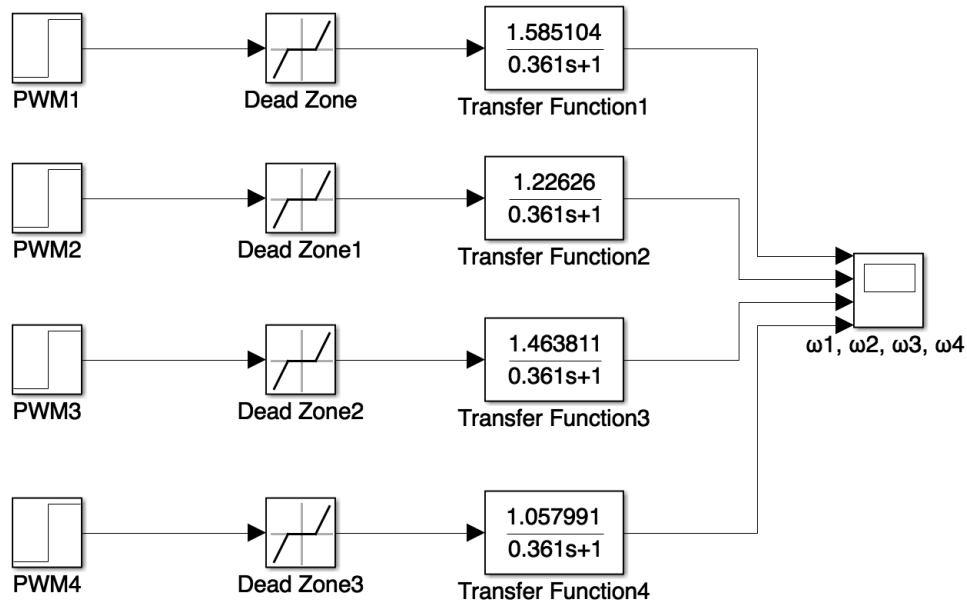 PWM1
Dead Zone
1.585104
0.361s+1
Transfer Function1
PWM2
Dead Zone1
1.22626
0.361s+1
Transfer Function2
ω1, ω2, ω3, ω4
PWM3
Dead Zone2
1.463811
0.361s+1
Transfer Function3
PWM4
Dead Zone3
1.057991
0.361s+1
Transfer Function4